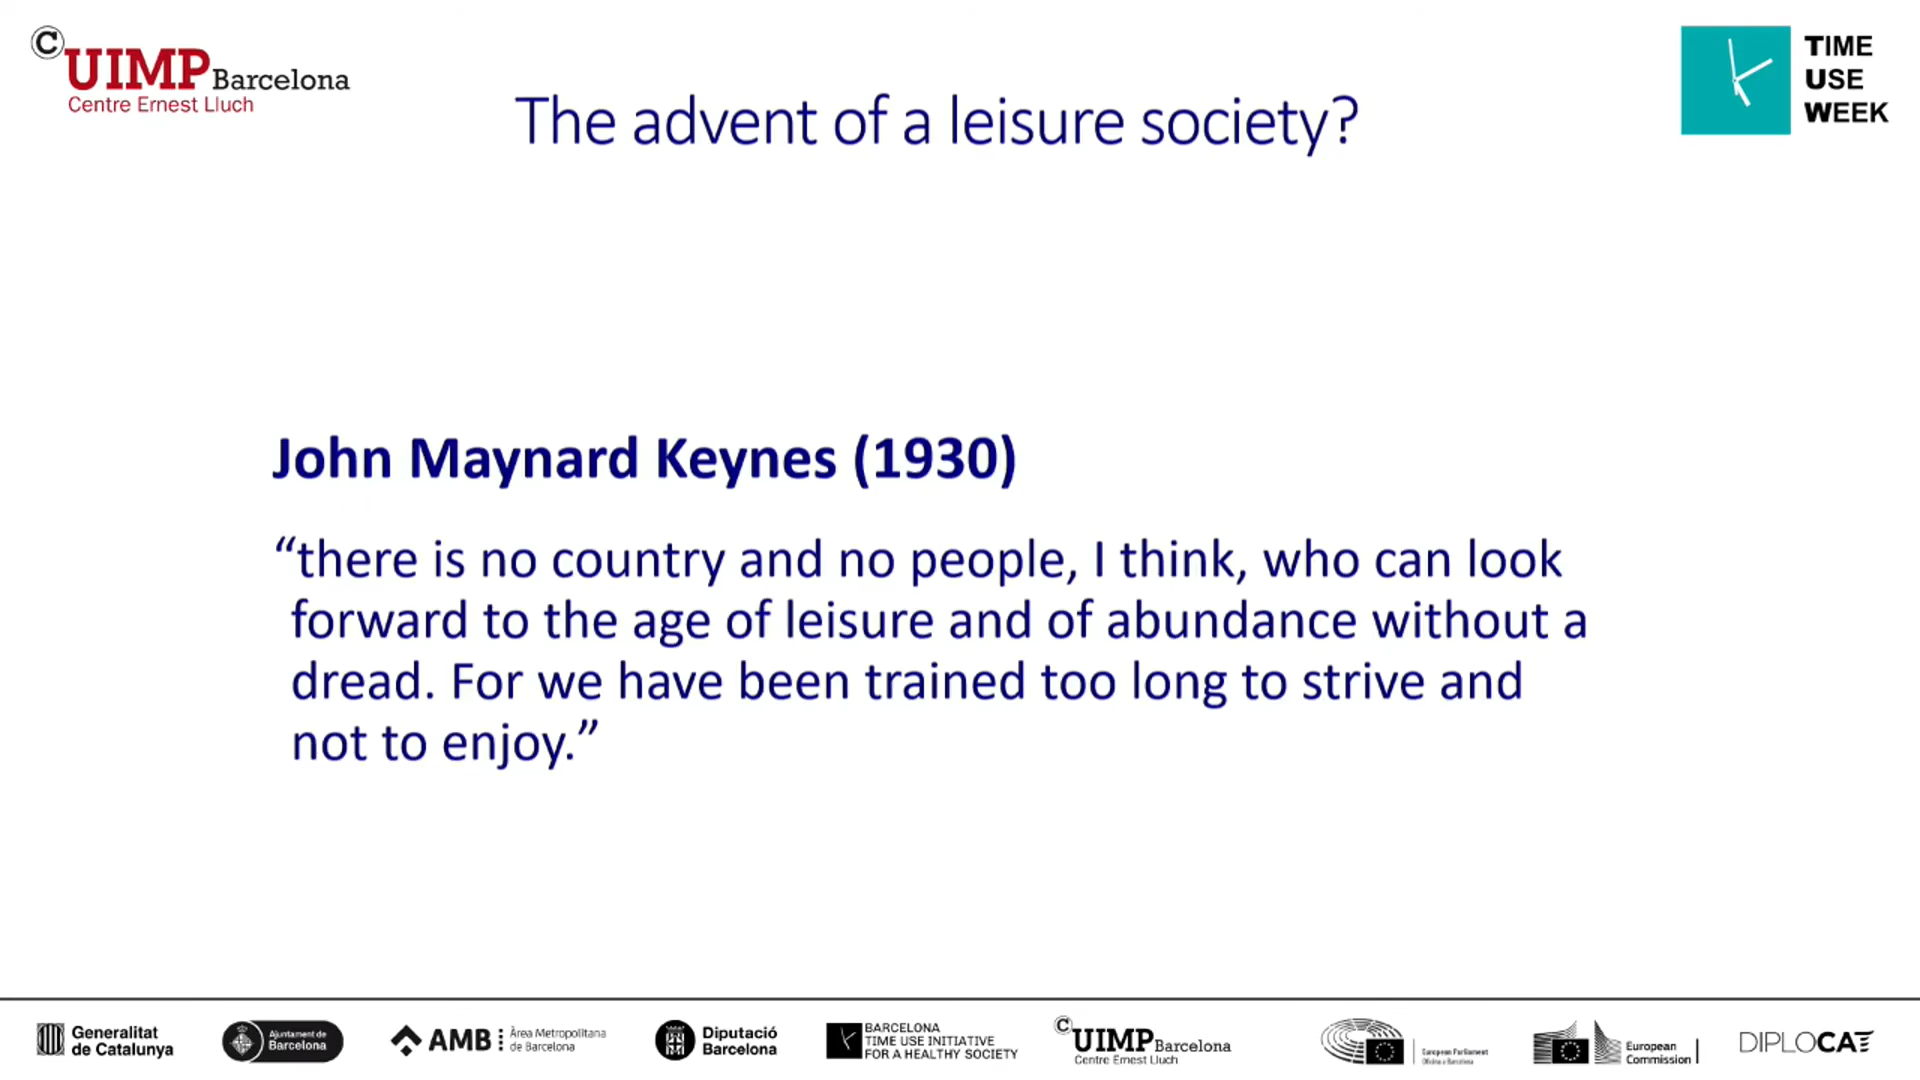 ©
UIMP Barcelona
Centre Ernest Lluch
The advent of a leisure society?
TIME
USE
WEEK
John Maynard Keynes (1930)
“there is no country and no people, I think, who can look
forward to the age of leisure and of abundance without a
dread. For we have been trained too long to strive and
not to enjoy.”
Generalitat
de Catalunya
Ajuntament de
Barcelona
AMB
Àrea Metropolitana
de Barcelona
Diputació
Barcelona
BARCELONA
TIME USE INITIATIVE
FOR A HEALTHY SOCIETY
©
UIMP Barcelona
Centre Ernest Lluch
European Parliament
Oficina a Barcelona
European
Commission
DIPLOCAT